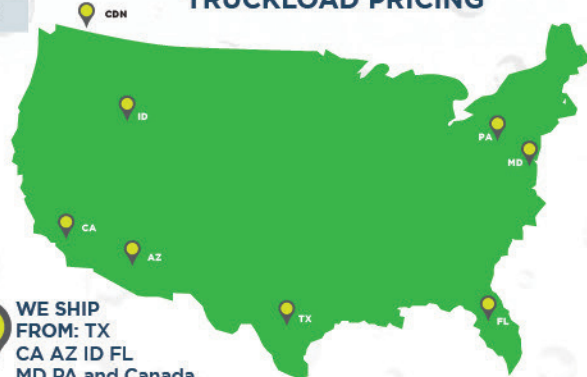 TRUCKLOAD PRICING
CDN
ID
PA
MD
CA
AZ
TX
FL
WE SHIP
FROM: TX
CA AZ ID FL
MD PA and Canada